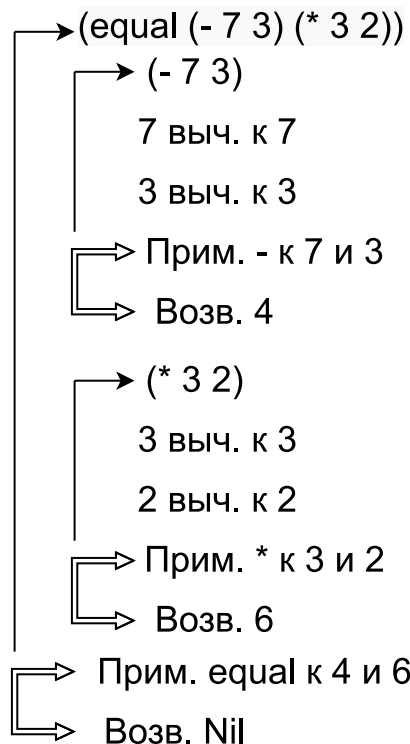 (equal (- 7 3) (* 3 2))
(- 7 3)
7 выч. к 7
3 выч. к 3
Прим. - к 7 и 3
Возв. 4
(* 3 2)
3 выч. к 3
2 выч. к 2
Прим. * к 3 и 2
Возв. 6
Прим. equal к 4 и 6
Возв. Nil